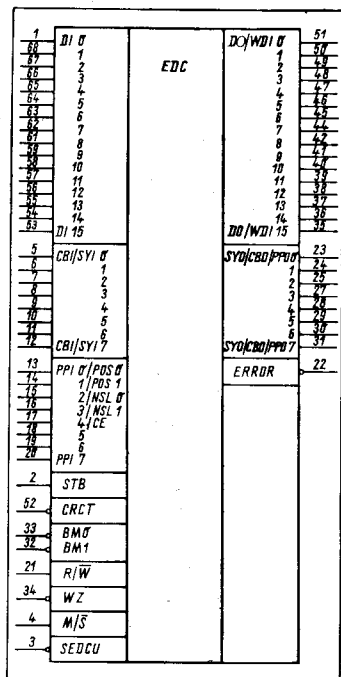 1 DI 0 EDC DO/WDI 0 51
68 1 1 50
67 2 2 49
66 3 3 48
65 4 4 47
64 5 5 46
63 6 6 45
62 7 7 44
61 8 8 42
59 9 9 41
58 10 10 40
57 11 11 39
56 12 12 38
55 13 13 37
54 14 14 36
53 DI 15 DO/WDI 15 35
5 CBI/SYI 0 SYO/CBO/PPO 0 23
6 1 1 24
7 2 2 25
8 3 3 27
9 4 4 28
10 5 5 29
11 6 6 30
12 CBI/SYI 7 SYO/CBO/PPO 7 31
13 PPI 0/POS 0 ERROR 22
14 1/POS 1
15 2/NSL 0
16 3/NSL 1
17 4/CE
18 5
19 6
20 PPI 7
2 STB
52 CRCT
33 BM0
32 BM1
21 R/W̅
34 WZ
4 M/S̅
3 SEDCU